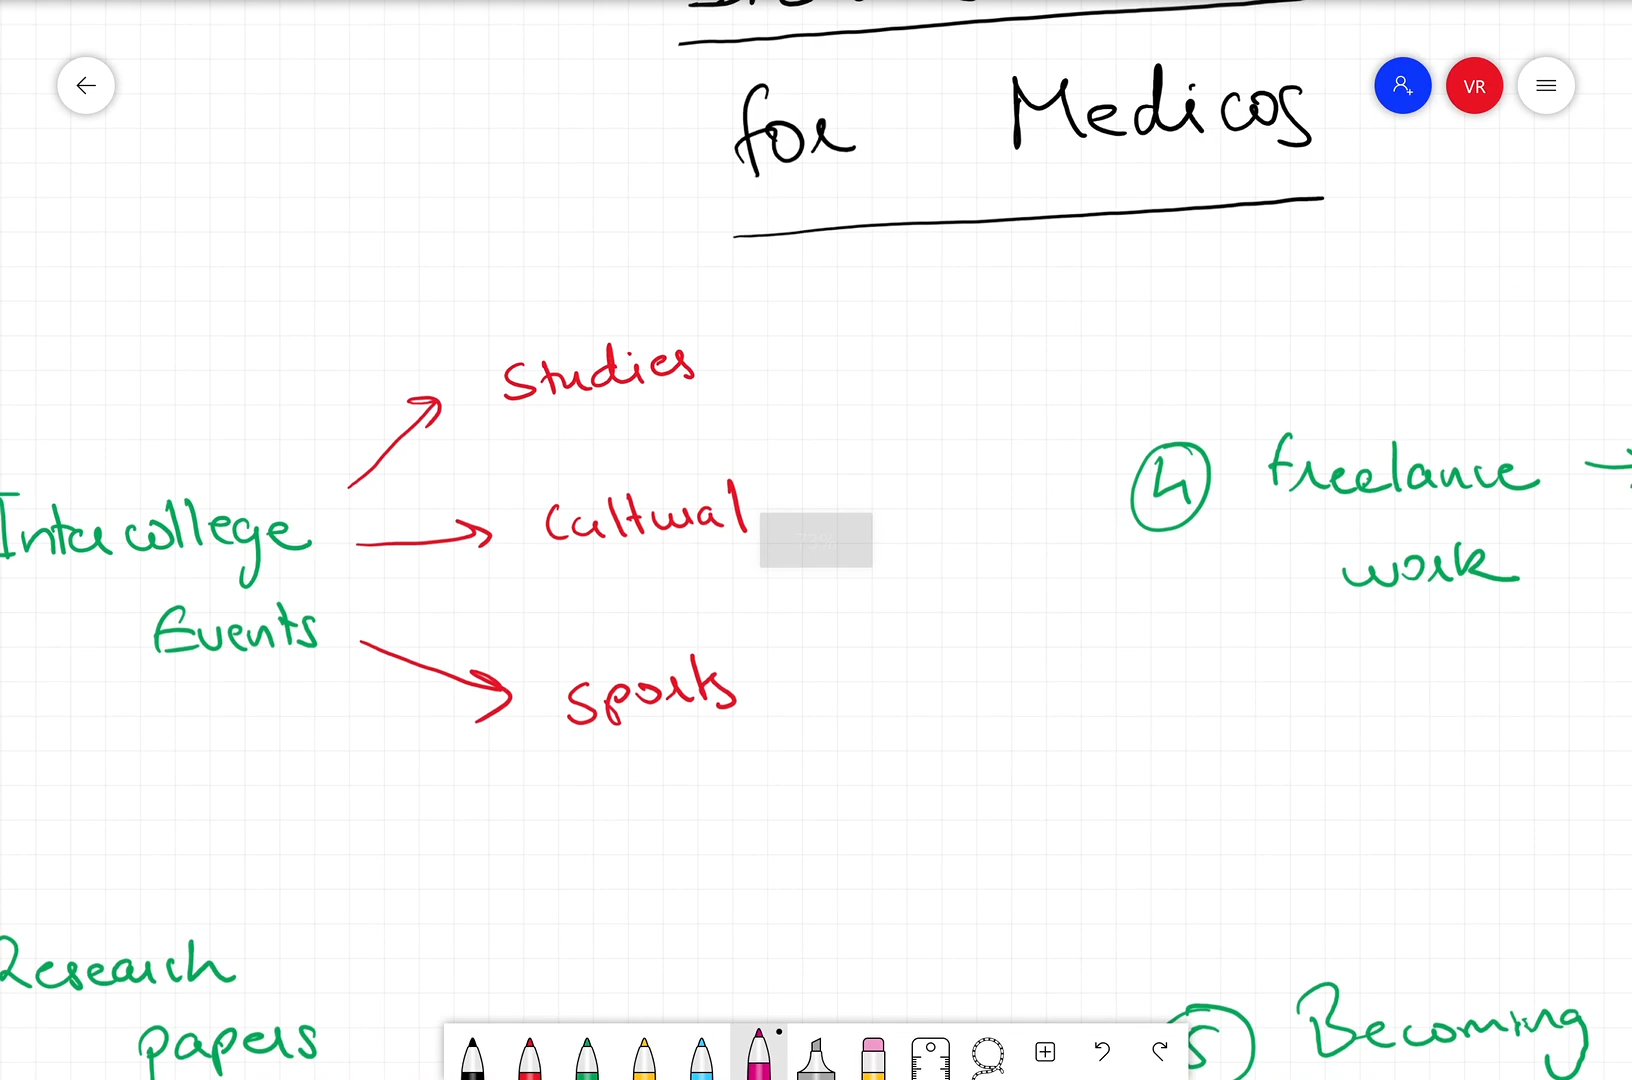 for Medicos
VR
Studies
Intercollege
Events
Cultural
Sports
4 freelance
work
Research
papers
5 Becoming